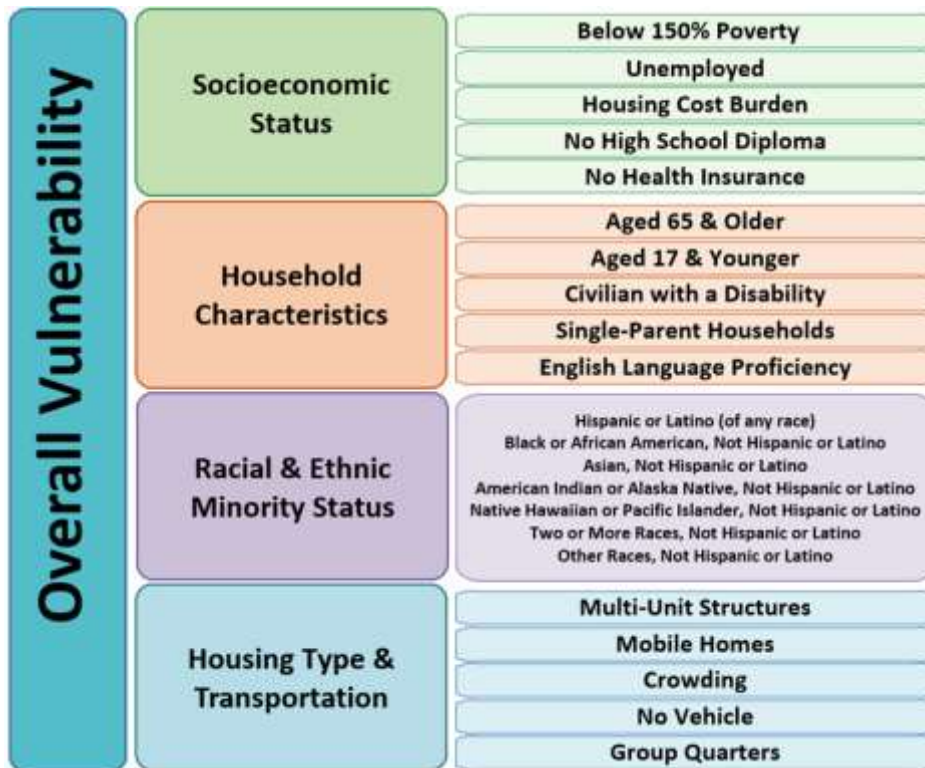 Overall Vulnerability
Socioeconomic
Status
Below 150% Poverty
Unemployed
Housing Cost Burden
No High School Diploma
No Health Insurance
Household
Characteristics
Aged 65 & Older
Aged 17 & Younger
Civilian with a Disability
Single-Parent Households
English Language Proficiency
Racial & Ethnic
Minority Status
Hispanic or Latino (of any race)
Black or African American, Not Hispanic or Latino
Asian, Not Hispanic or Latino
American Indian or Alaska Native, Not Hispanic or Latino
Native Hawaiian or Pacific Islander, Not Hispanic or Latino
Two or More Races, Not Hispanic or Latino
Other Races, Not Hispanic or Latino
Housing Type &
Transportation
Multi-Unit Structures
Mobile Homes
Crowding
No Vehicle
Group Quarters